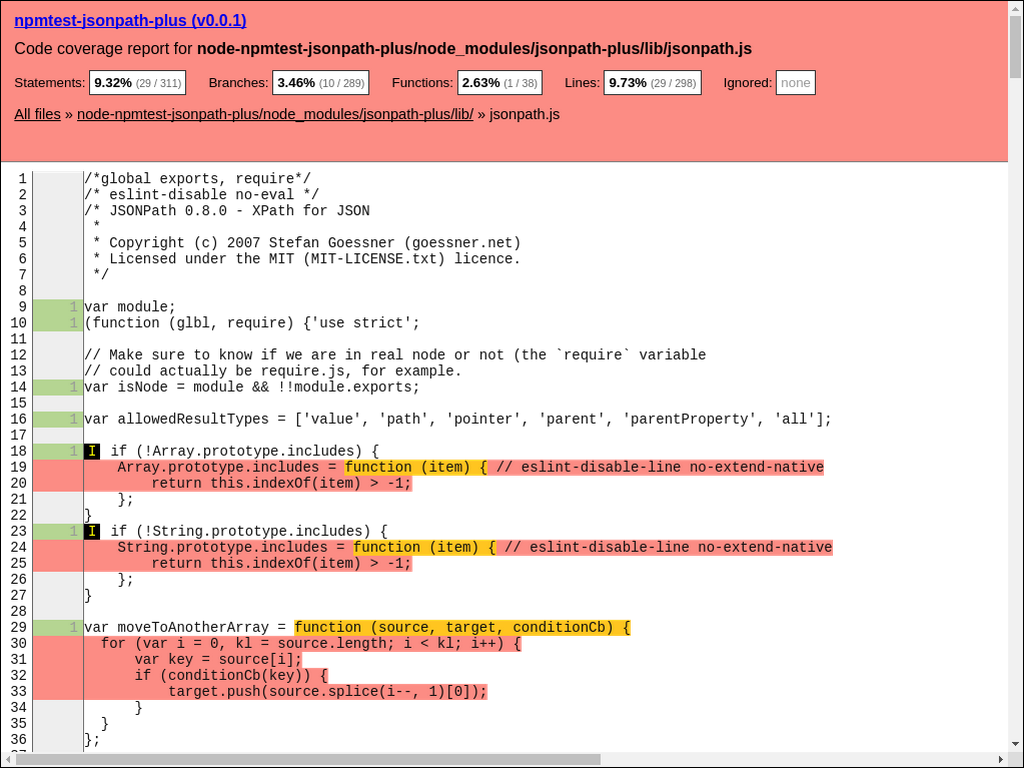 npmtest-jsonpath-plus (v0.0.1)
Code coverage report for node-npmtest-jsonpath-plus/node_modules/jsonpath-plus/lib/jsonpath.js
Statements: 9.32% (29 / 311) Branches: 3.46% (10 / 289) Functions: 2.63% (1 / 38) Lines: 9.73% (29 / 298) Ignored: none
All files » node-npmtest-jsonpath-plus/node_modules/jsonpath-plus/lib/ » jsonpath.js
1 /*global exports, require*/
2 /* eslint-disable no-eval */
3 /* JSONPath 0.8.0 - XPath for JSON
4 *
5 * Copyright (c) 2007 Stefan Goessner (goessner.net)
6 * Licensed under the MIT (MIT-LICENSE.txt) licence.
7 */
8
9 1 var module;
10 1 (function (glbl, require) {'use strict';
11
12 // Make sure to know if we are in real node or not (the `require` variable
13 // could actually be require.js, for example.
14 1 var isNode = module && !!module.exports;
15
16 1 var allowedResultTypes = ['value', 'path', 'pointer', 'parent', 'parentProperty', 'all'];
17
18 1 I if (!Array.prototype.includes) {
19 Array.prototype.includes = function (item) { // eslint-disable-line no-extend-native
20 return this.indexOf(item) > -1;
21 };
22 }
23 1 I if (!String.prototype.includes) {
24 String.prototype.includes = function (item) { // eslint-disable-line no-extend-native
25 return this.indexOf(item) > -1;
26 };
27 }
28
29 1 var moveToAnotherArray = function (source, target, conditionCb) {
30 for (var i = 0, kl = source.length; i < kl; i++) {
31 var key = source[i];
32 if (conditionCb(key)) {
33 target.push(source.splice(i--, 1)[0]);
34 }
35 }
36 };